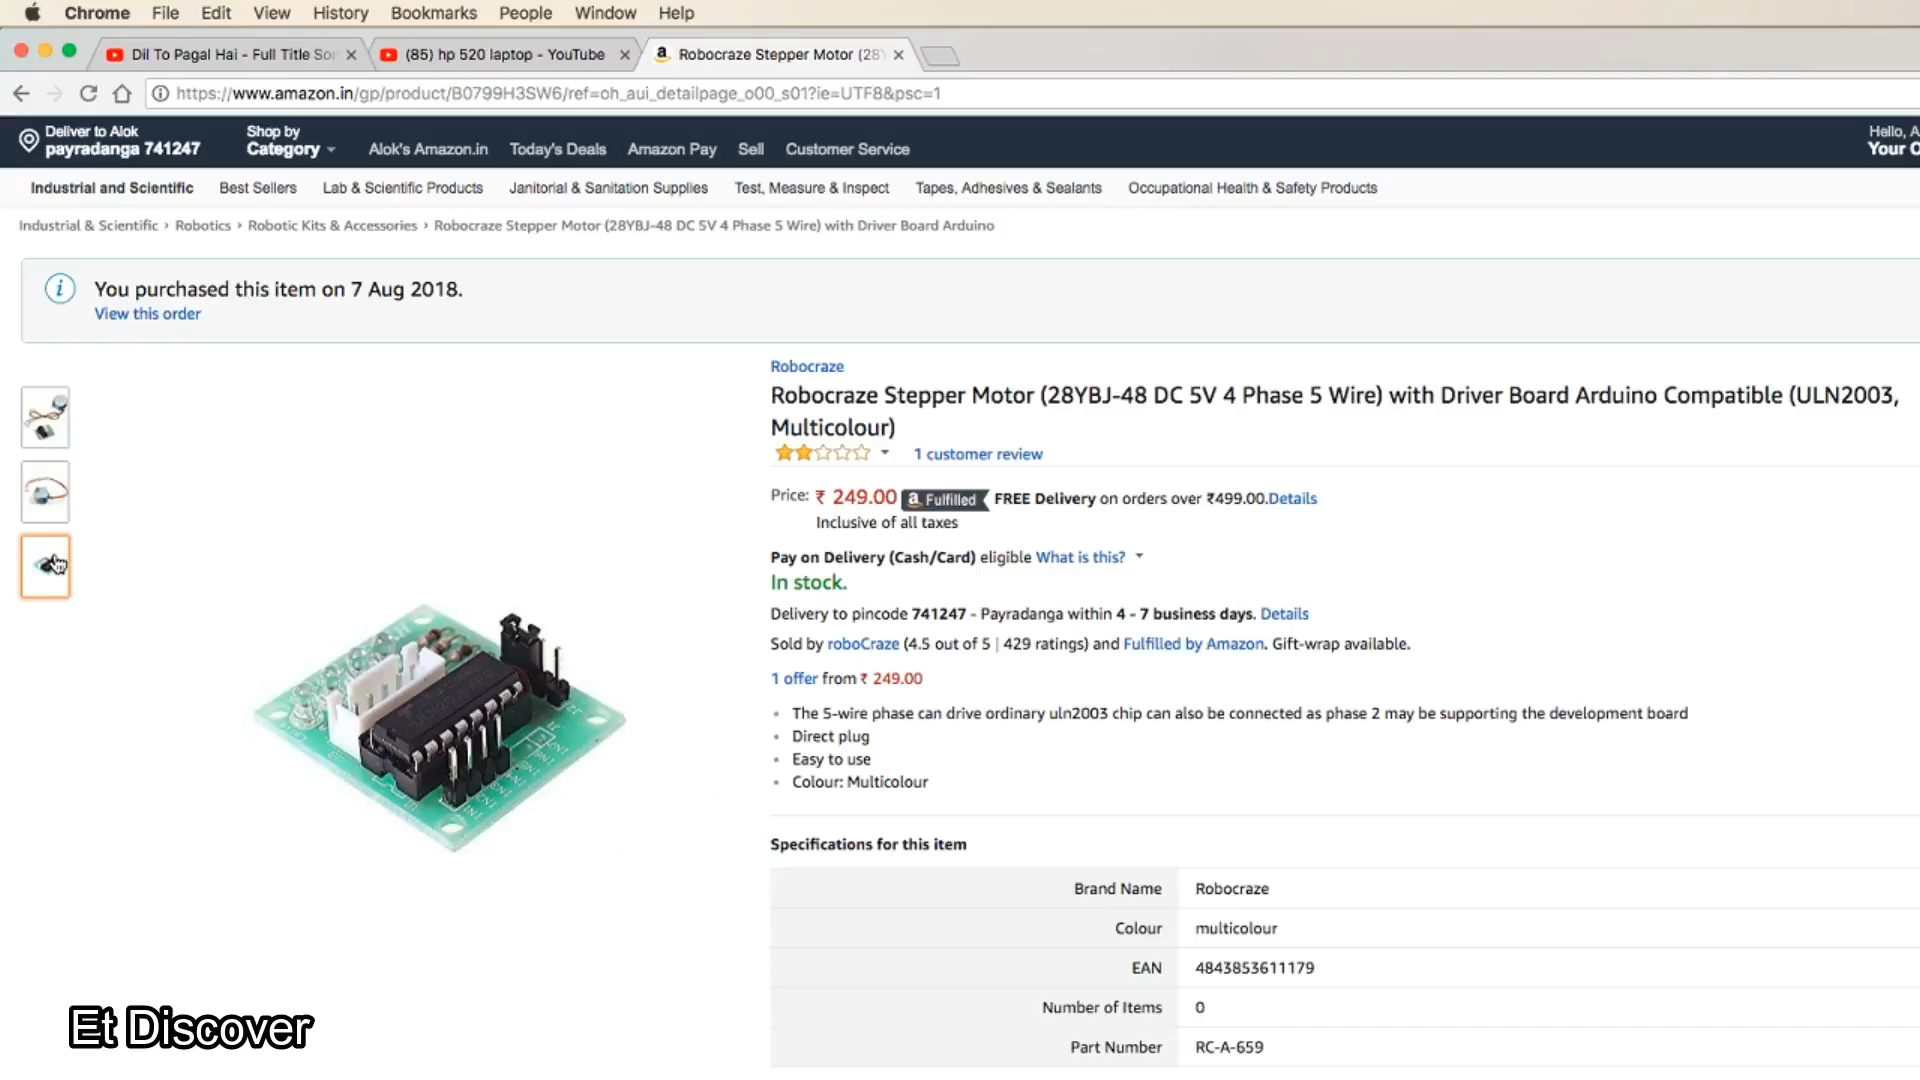 Chrome File Edit View History Bookmarks People Window Help
Dil To Pagal Hai - Full Title Son
(85) hp 520 laptop - YouTube
Robocraze Stepper Motor (28Y
https://www.amazon.in/gp/product/B0799H3SW6/ref=oh_aui_detailpage_o00_s01?ie=UTF8&psc=1
Deliver to Alok
payradanga 741247
Shop by
Category
Alok's Amazon.in Today's Deals Amazon Pay Sell Customer Service
Hello, A
Your O
Industrial and Scientific Best Sellers Lab & Scientific Products Janitorial & Sanitation Supplies Test, Measure & Inspect Tapes, Adhesives & Sealants Occupational Health & Safety Products
Industrial & Scientific › Robotics › Robotic Kits & Accessories › Robocraze Stepper Motor (28YBJ-48 DC 5V 4 Phase 5 Wire) with Driver Board Arduino
You purchased this item on 7 Aug 2018.
View this order
Robocraze
Robocraze Stepper Motor (28YBJ-48 DC 5V 4 Phase 5 Wire) with Driver Board Arduino Compatible (ULN2003,
Multicolour)
1 customer review
Price: ₹ 249.00 a Fulfilled FREE Delivery on orders over ₹499.00.Details
Inclusive of all taxes
Pay on Delivery (Cash/Card) eligible What is this?
In stock.
Delivery to pincode 741247 - Payradanga within 4 - 7 business days. Details
Sold by roboCraze (4.5 out of 5 | 429 ratings) and Fulfilled by Amazon. Gift-wrap available.
1 offer from ₹ 249.00
• The 5-wire phase can drive ordinary uln2003 chip can also be connected as phase 2 may be supporting the development board
• Direct plug
• Easy to use
• Colour: Multicolour
Specifications for this item
Brand Name Robocraze
Colour multicolour
EAN 4843853611179
Number of Items 0
Part Number RC-A-659
Et Discover